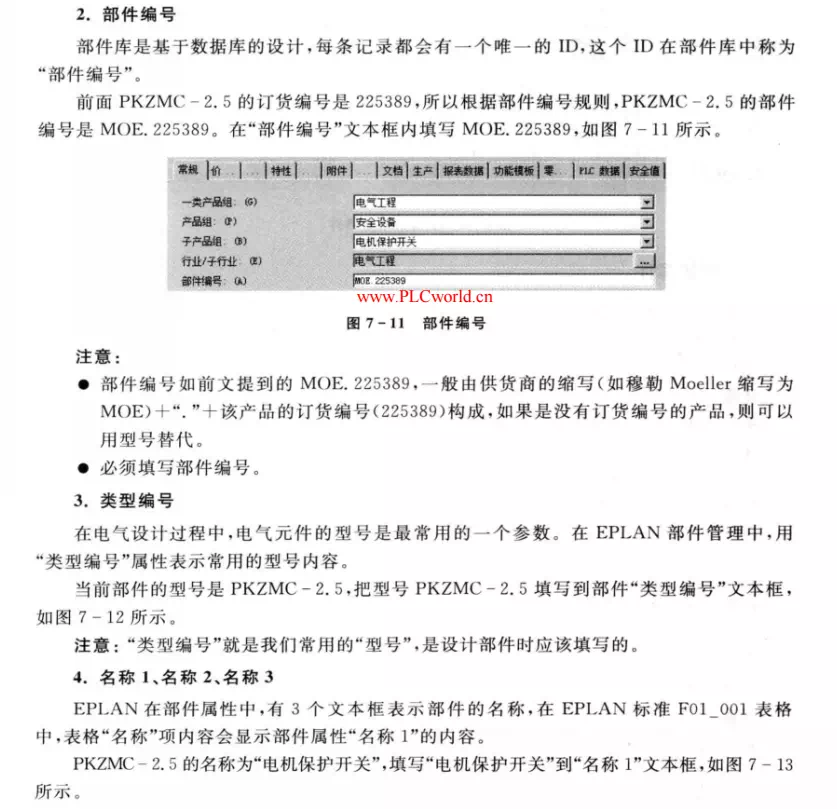 2. 部件编号
部件库是基于数据库的设计,每条记录都会有一个唯一的 ID,这个 ID 在部件库中称为
“部件编号”。
前面 PKZMC-2.5 的订货编号是 225389,所以根据部件编号规则,PKZMC-2.5 的部件
编号是 MOE. 225389。在“部件编号”文本框内填写 MOE. 225389,如图 7-11 所示。
常规 价... ... 特性 ... 附件 ... 文档 生产 报表数据 功能模板 零... PLC 数据 安全值
一类产品组: (G) 电气工程
产品组: (P) 安全设备
子产品组: (B) 电机保护开关
行业/子行业: (E) 电气工程 ...
部件编号: (A) MOE.225389
www.PLCworld.cn
图 7-11 部件编号
注意:
● 部件编号如前文提到的 MOE. 225389,一般由供货商的缩写(如穆勒 Moeller 缩写为
MOE)+“.”+该产品的订货编号(225389)构成,如果是没有订货编号的产品,则可以
用型号替代。
● 必须填写部件编号。
3. 类型编号
在电气设计过程中,电气元件的型号是最常用的一个参数。在 EPLAN 部件管理中,用
“类型编号”属性表示常用的型号内容。
当前部件的型号是 PKZMC-2.5,把型号 PKZMC-2.5 填写到部件“类型编号”文本框,
如图 7-12 所示。
注意:“类型编号”就是我们常用的“型号”,是设计部件时应该填写的。
4. 名称 1、名称 2、名称 3
EPLAN 在部件属性中,有 3 个文本框表示部件的名称,在 EPLAN 标准 F01_001 表格
中,表格“名称”项内容会显示部件属性“名称 1”的内容。
PKZMC-2.5 的名称为“电机保护开关”,填写“电机保护开关”到“名称 1”文本框,如图 7-13
所示。